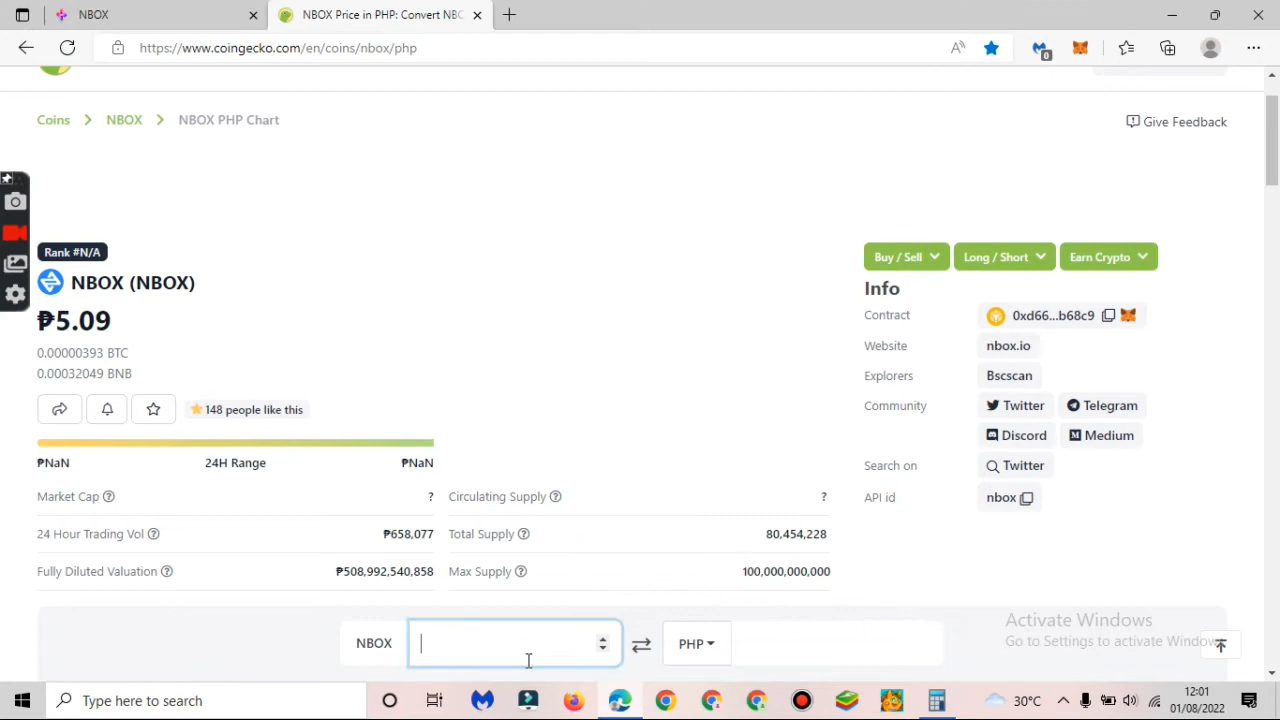 NBOX
NBOX Price in PHP: Convert NBO
https://www.coingecko.com/en/coins/nbox/php
0
Coins > NBOX > NBOX PHP Chart
Give Feedback
Rank #N/A
NBOX (NBOX)
₱5.09
0.00000393 BTC
0.00032049 BNB
148 people like this
₱NaN 24H Range ₱NaN
Market Cap ?
24 Hour Trading Vol ₱658,077
Fully Diluted Valuation ₱508,992,540,858
Circulating Supply ?
Total Supply 80,454,228
Max Supply 100,000,000,000
Buy / Sell Long / Short Earn Crypto
Info
Contract 0xd66...b68c9
Website nbox.io
Explorers Bscscan
Community Twitter Telegram
Discord Medium
Search on Twitter
API id nbox
NBOX PHP
Activate Windows
Go to Settings to activate Windows
Type here to search
30°C
12:01
01/08/2022